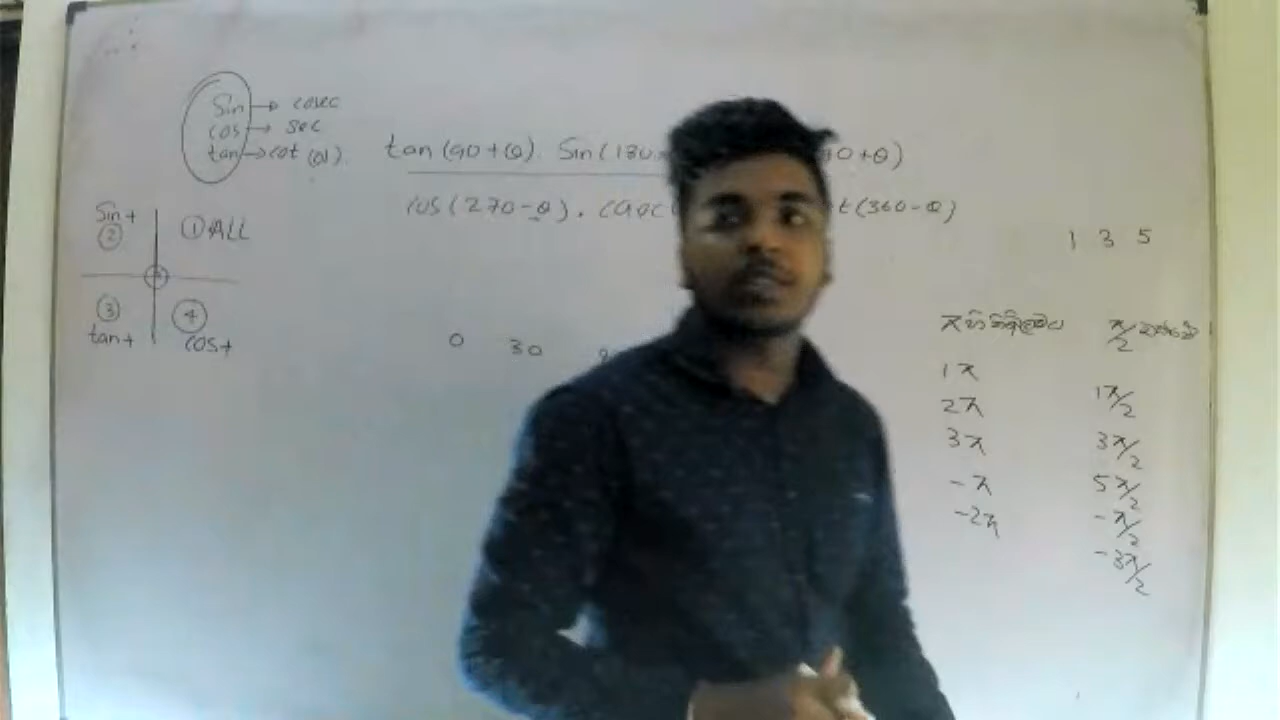 Sin → cosec
cos → sec
tan → cot (θ).
tan(90+θ). Sin(180 0+θ)
cos(270-θ). cosec t(360-θ)
Sin+
② ① ALL
③ ④
tan+ cos+
0 30
1 3 5
π හි π/2
1π 1π/2
2π 3π/2
3π 5π/2
-π -π/2
-2π -3π/2